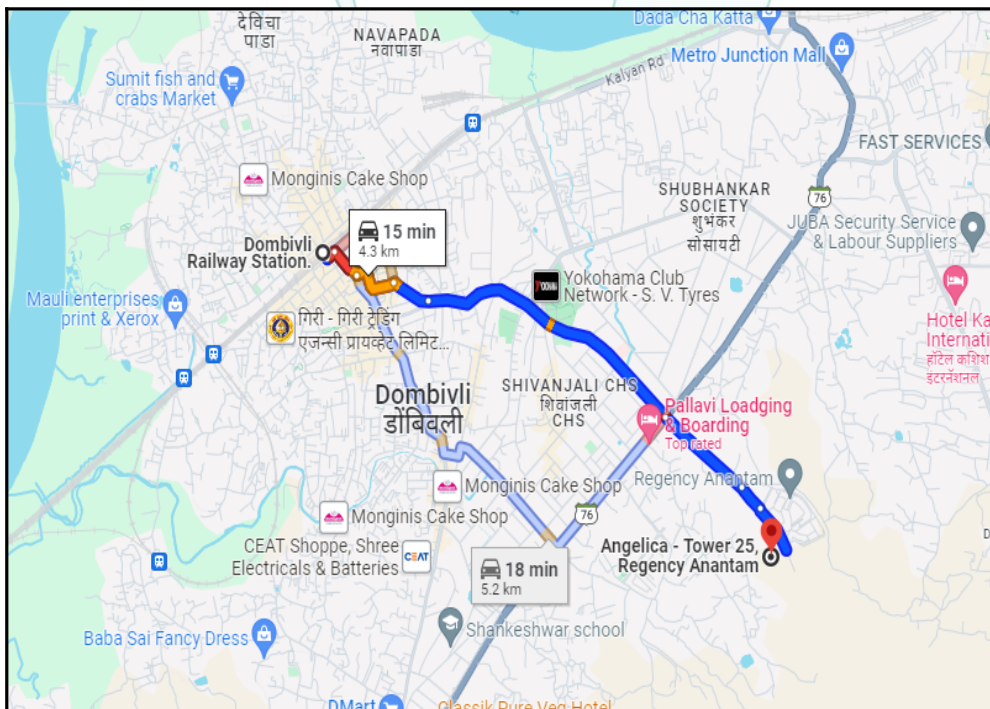 Dada Cha Katta
देविचा
पाडा
NAVAPADA
नवापाडा
Metro Junction Mall
Kalyan Rd
Sumit fish and
crabs Market
FAST SERVICES
Monginis Cake Shop
SHUBHANKAR
SOCIETY
शुभंकर
सोसायटी
76
JUBA Security Service
& Labour Suppliers
15 min
4.3 km
Dombivli
Railway Station.
Yokohama Club
Network - S. V. Tyres
Mauli enterprises
print & Xerox
गिरी - गिरी ट्रेडिंग
एजन्सी प्रायव्हेट लिमिट...
Hotel Ka
Internati
हॉटेल कशिश
इंटरनॅशनल
Dombivli
डोंबिवली
SHIVANJALI CHS
शिवांजली
CHS
Pallavi Loadging
& Boarding
Top rated
Regency Anantam
Monginis Cake Shop
76
Monginis Cake Shop
CEAT Shoppe, Shree
Electricals & Batteries
CEAT
Angelica - Tower 25,
Regency Anantam
18 min
5.2 km
Shankeshwar school
Baba Sai Fancy Dress
DMart
Classik Pure Veg Hotel